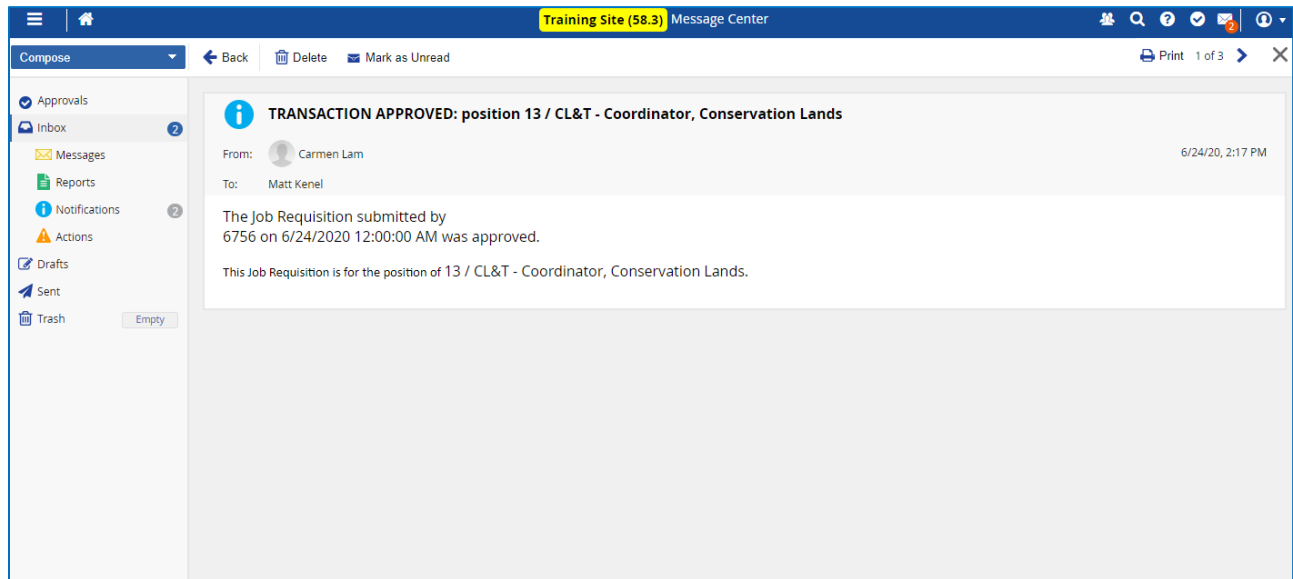 Training Site (58.3) Message Center
2
Compose
Back Delete Mark as Unread Print 1 of 3
Approvals
Inbox 2
Messages
Reports
Notifications 2
Actions
Drafts
Sent
Trash Empty
TRANSACTION APPROVED: position 13 / CL&T - Coordinator, Conservation Lands
From: Carmen Lam 6/24/20, 2:17 PM
To: Matt Kenel
The Job Requisition submitted by
6756 on 6/24/2020 12:00:00 AM was approved.
This Job Requisition is for the position of 13 / CL&T - Coordinator, Conservation Lands.